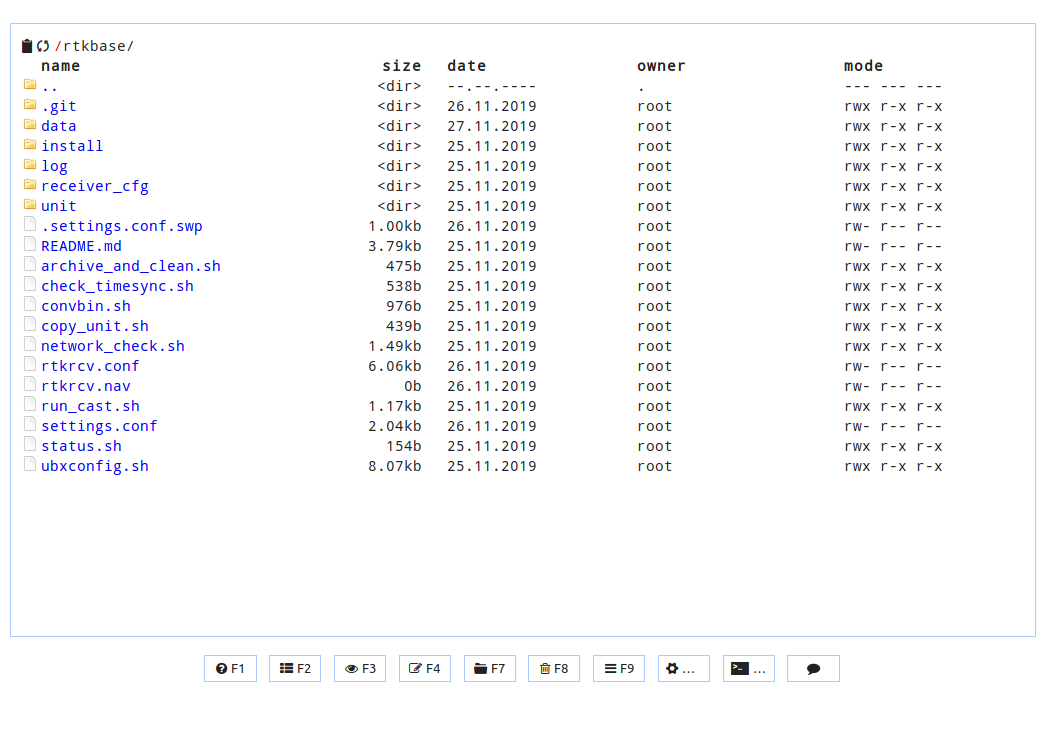 /rtkbase/
name size date owner mode
.. <dir> --.--.---- . --- --- ---
.git <dir> 26.11.2019 root rwx r-x r-x
data <dir> 27.11.2019 root rwx r-x r-x
install <dir> 25.11.2019 root rwx r-x r-x
log <dir> 25.11.2019 root rwx r-x r-x
receiver_cfg <dir> 25.11.2019 root rwx r-x r-x
unit <dir> 25.11.2019 root rwx r-x r-x
.settings.conf.swp 1.00kb 26.11.2019 root rw- r-- r--
README.md 3.79kb 25.11.2019 root rw- r-- r--
archive_and_clean.sh 475b 25.11.2019 root rwx r-x r-x
check_timesync.sh 538b 25.11.2019 root rwx r-x r-x
convbin.sh 976b 25.11.2019 root rwx r-x r-x
copy_unit.sh 439b 25.11.2019 root rwx r-x r-x
network_check.sh 1.49kb 25.11.2019 root rwx r-x r-x
rtkrcv.conf 6.06kb 26.11.2019 root rw- r-- r--
rtkrcv.nav 0b 26.11.2019 root rw- r-- r--
run_cast.sh 1.17kb 25.11.2019 root rwx r-x r-x
settings.conf 2.04kb 26.11.2019 root rw- r-- r--
status.sh 154b 25.11.2019 root rwx r-x r-x
ubxconfig.sh 8.07kb 25.11.2019 root rwx r-x r-x
F1 F2 F3 F4 F7 F8 F9 ... >_ ...